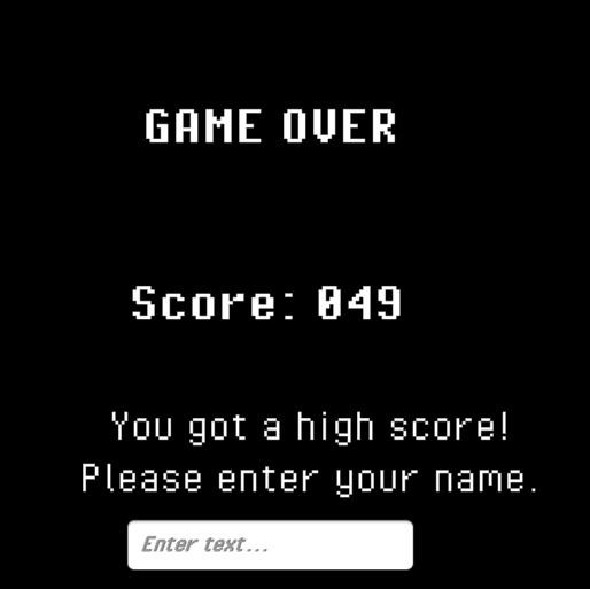 GAME OVER
Score: 049
You got a high score!
Please enter your name.
Enter text...